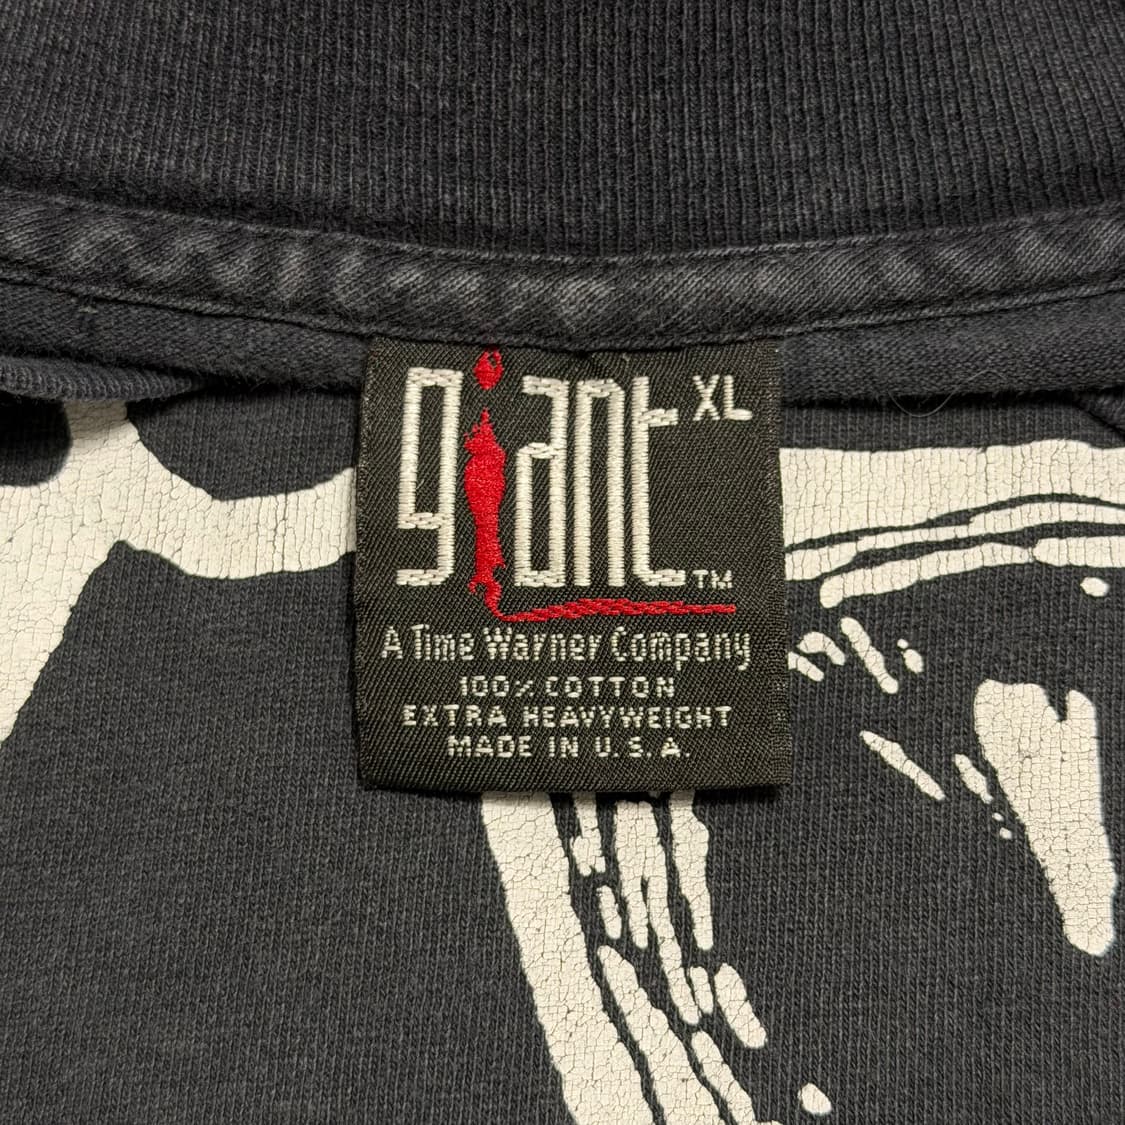 giant XL
TM
A Time Warner Company
100% COTTON
EXTRA HEAVYWEIGHT
MADE IN U.S.A.